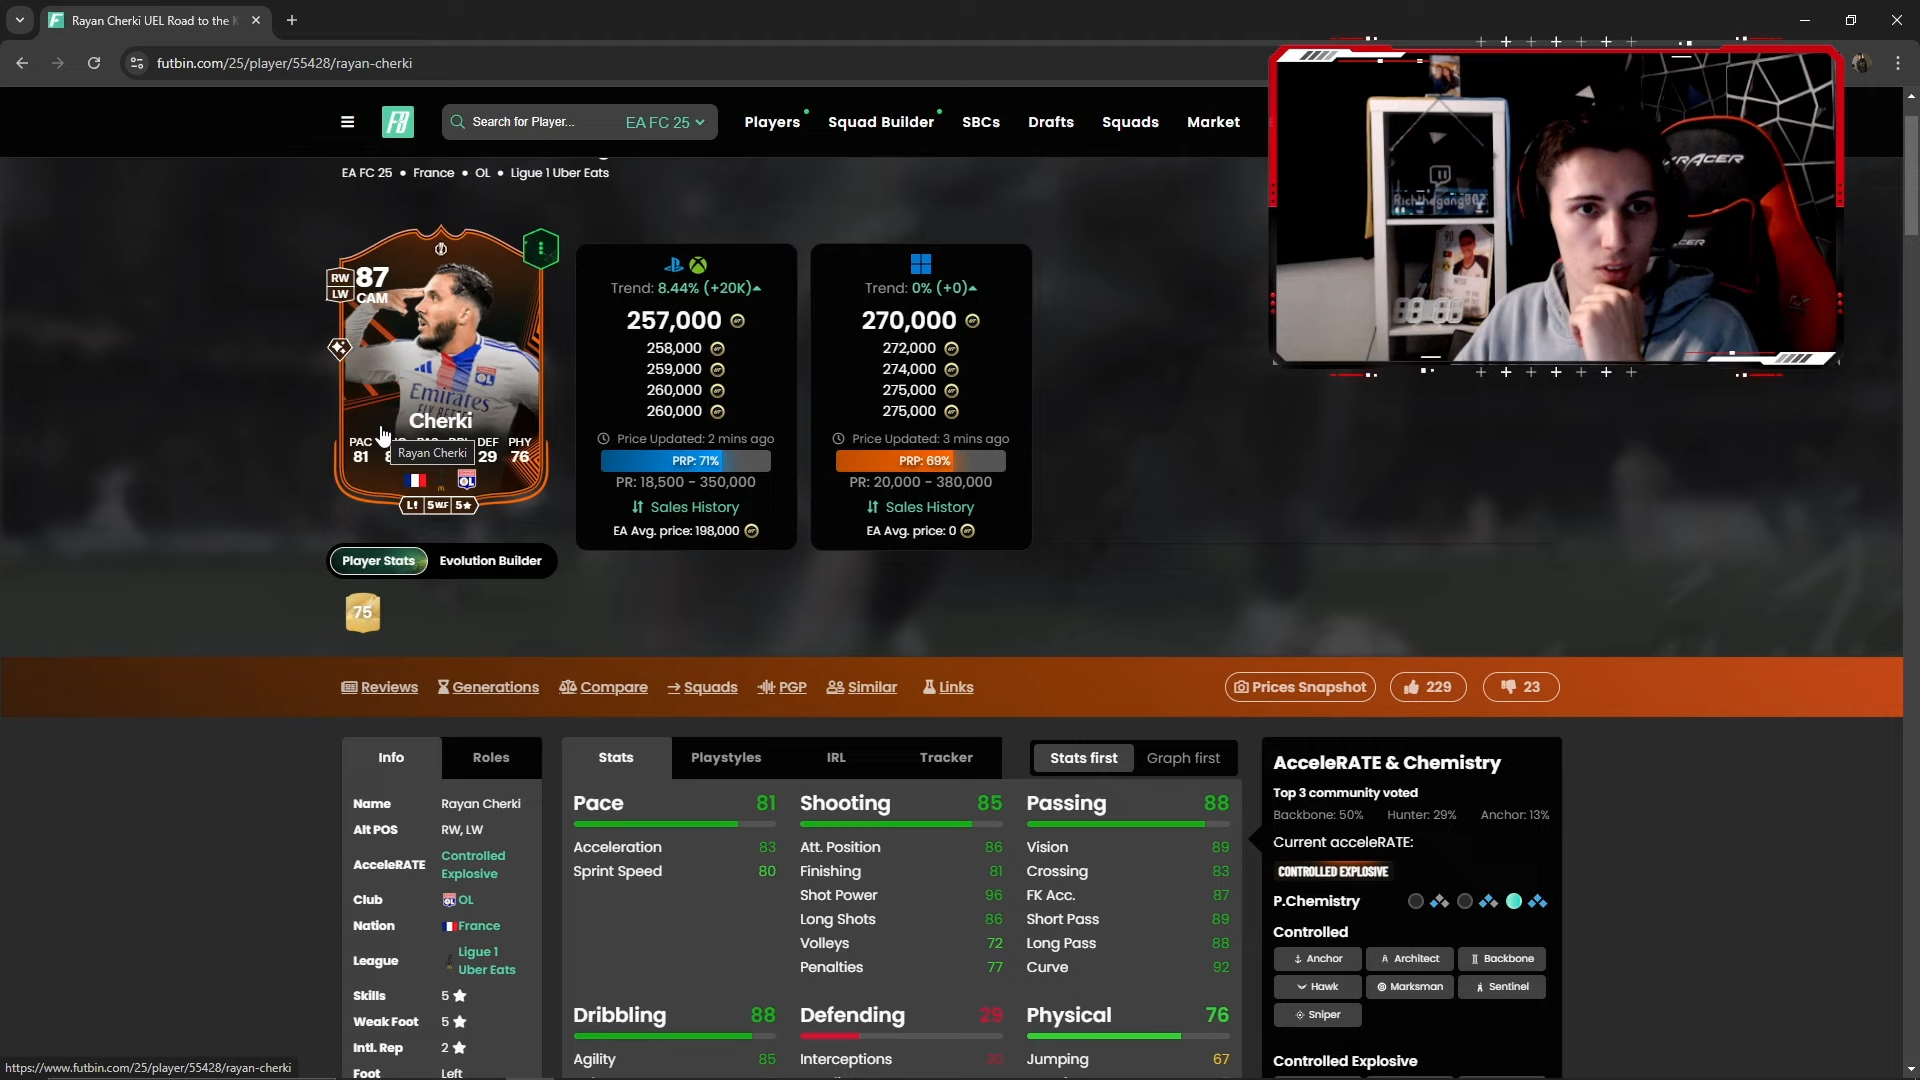 Rayan Cherki UEL Road to the K
futbin.com/25/player/55428/rayan-cherki
Search for Player...
EA FC 25
Players
Squad Builder
SBCs
Drafts
Squads
Market
EA FC 25 • France • OL • Ligue 1 Uber Eats
RW
LW
87
CAM
Emirates
Cherki
PAC
DEF
PHY
81
29
76
Rayan Cherki
5WF
5★
Trend: 8.44% (+20K)
257,000
258,000
259,000
260,000
260,000
Price Updated: 2 mins ago
PRP: 71%
PR: 18,500 - 350,000
Sales History
EA Avg. price: 198,000
Trend: 0% (+0)
270,000
272,000
274,000
275,000
275,000
Price Updated: 3 mins ago
PRP: 69%
PR: 20,000 - 380,000
Sales History
EA Avg. price: 0
Richthegang002
90
Player Stats
Evolution Builder
75
Reviews
Generations
Compare
Squads
PGP
Similar
Links
Prices Snapshot
229
23
Info
Roles
Name
Rayan Cherki
Alt POS
RW, LW
AcceleRATE
Controlled
Explosive
Club
OL
Nation
France
League
Ligue 1
Uber Eats
Skills
5 ★
Weak Foot
5 ★
Intl. Rep
2 ★
Foot
Left
Stats
Playstyles
IRL
Tracker
Stats first
Graph first
Pace 81
Acceleration 83
Sprint Speed 80
Shooting 85
Att. Position 86
Finishing 81
Shot Power 96
Long Shots 86
Volleys 72
Penalties 77
Passing 88
Vision 89
Crossing 83
FK Acc. 87
Short Pass 89
Long Pass 88
Curve 92
Dribbling 88
Agility 85
Defending 29
Interceptions 30
Physical 76
Jumping 67
AcceleRATE & Chemistry
Top 3 community voted
Backbone: 50% Hunter: 29% Anchor: 13%
Current acceleRATE:
CONTROLLED EXPLOSIVE
P.Chemistry
Controlled
Anchor
Architect
Backbone
Hawk
Marksman
Sentinel
Sniper
Controlled Explosive
https://www.futbin.com/25/player/55428/rayan-cherki